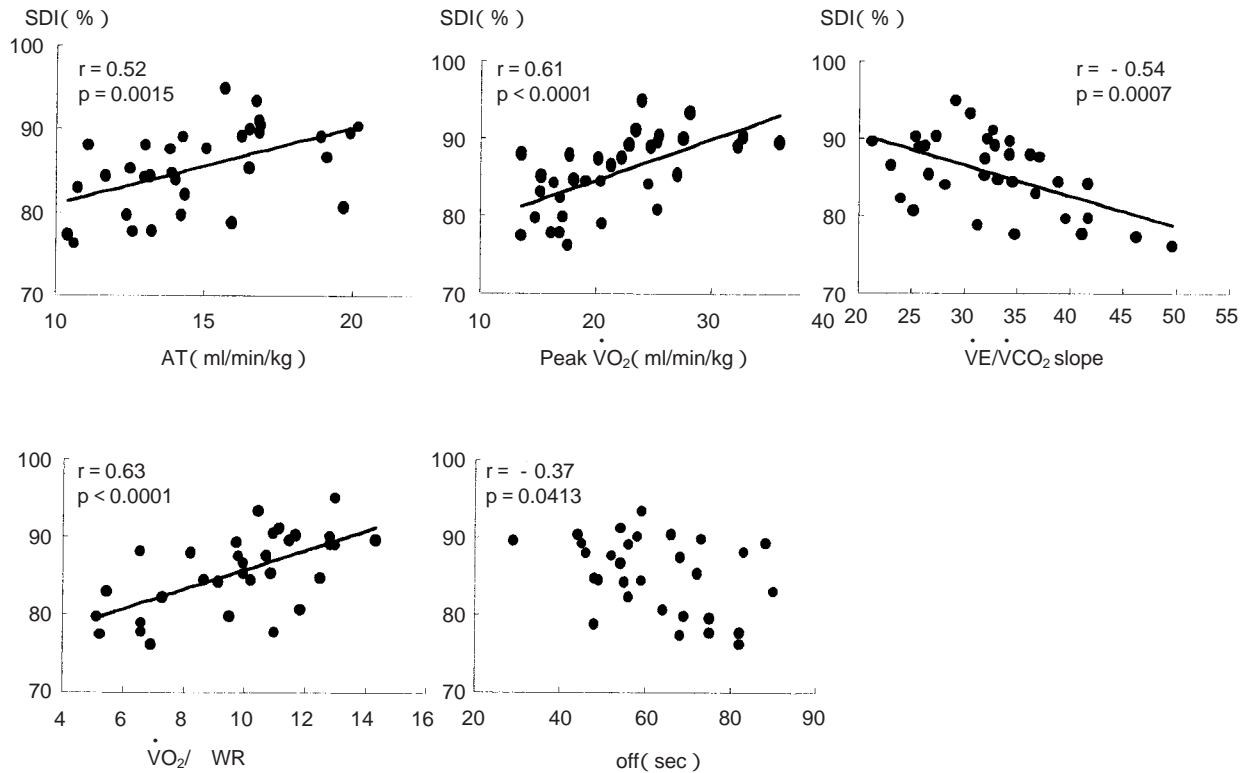 SDI( % )
100
90
80
70
r = 0.52
p = 0.0015
10 15 20
AT( ml/min/kg )
SDI( % )
100
90
80
70
r = 0.61
p < 0.0001
10 20 30 40
Peak V̇O₂( ml/min/kg )
SDI( % )
100
90
80
70
r = - 0.54
p = 0.0007
20 25 30 35 40 45 50 55
V̇E/V̇CO₂ slope
100
90
80
70
r = 0.63
p < 0.0001
4 6 8 10 12 14 16
V̇O₂/ WR
100
90
80
70
r = - 0.37
p = 0.0413
20 40 60 80 90
off( sec )